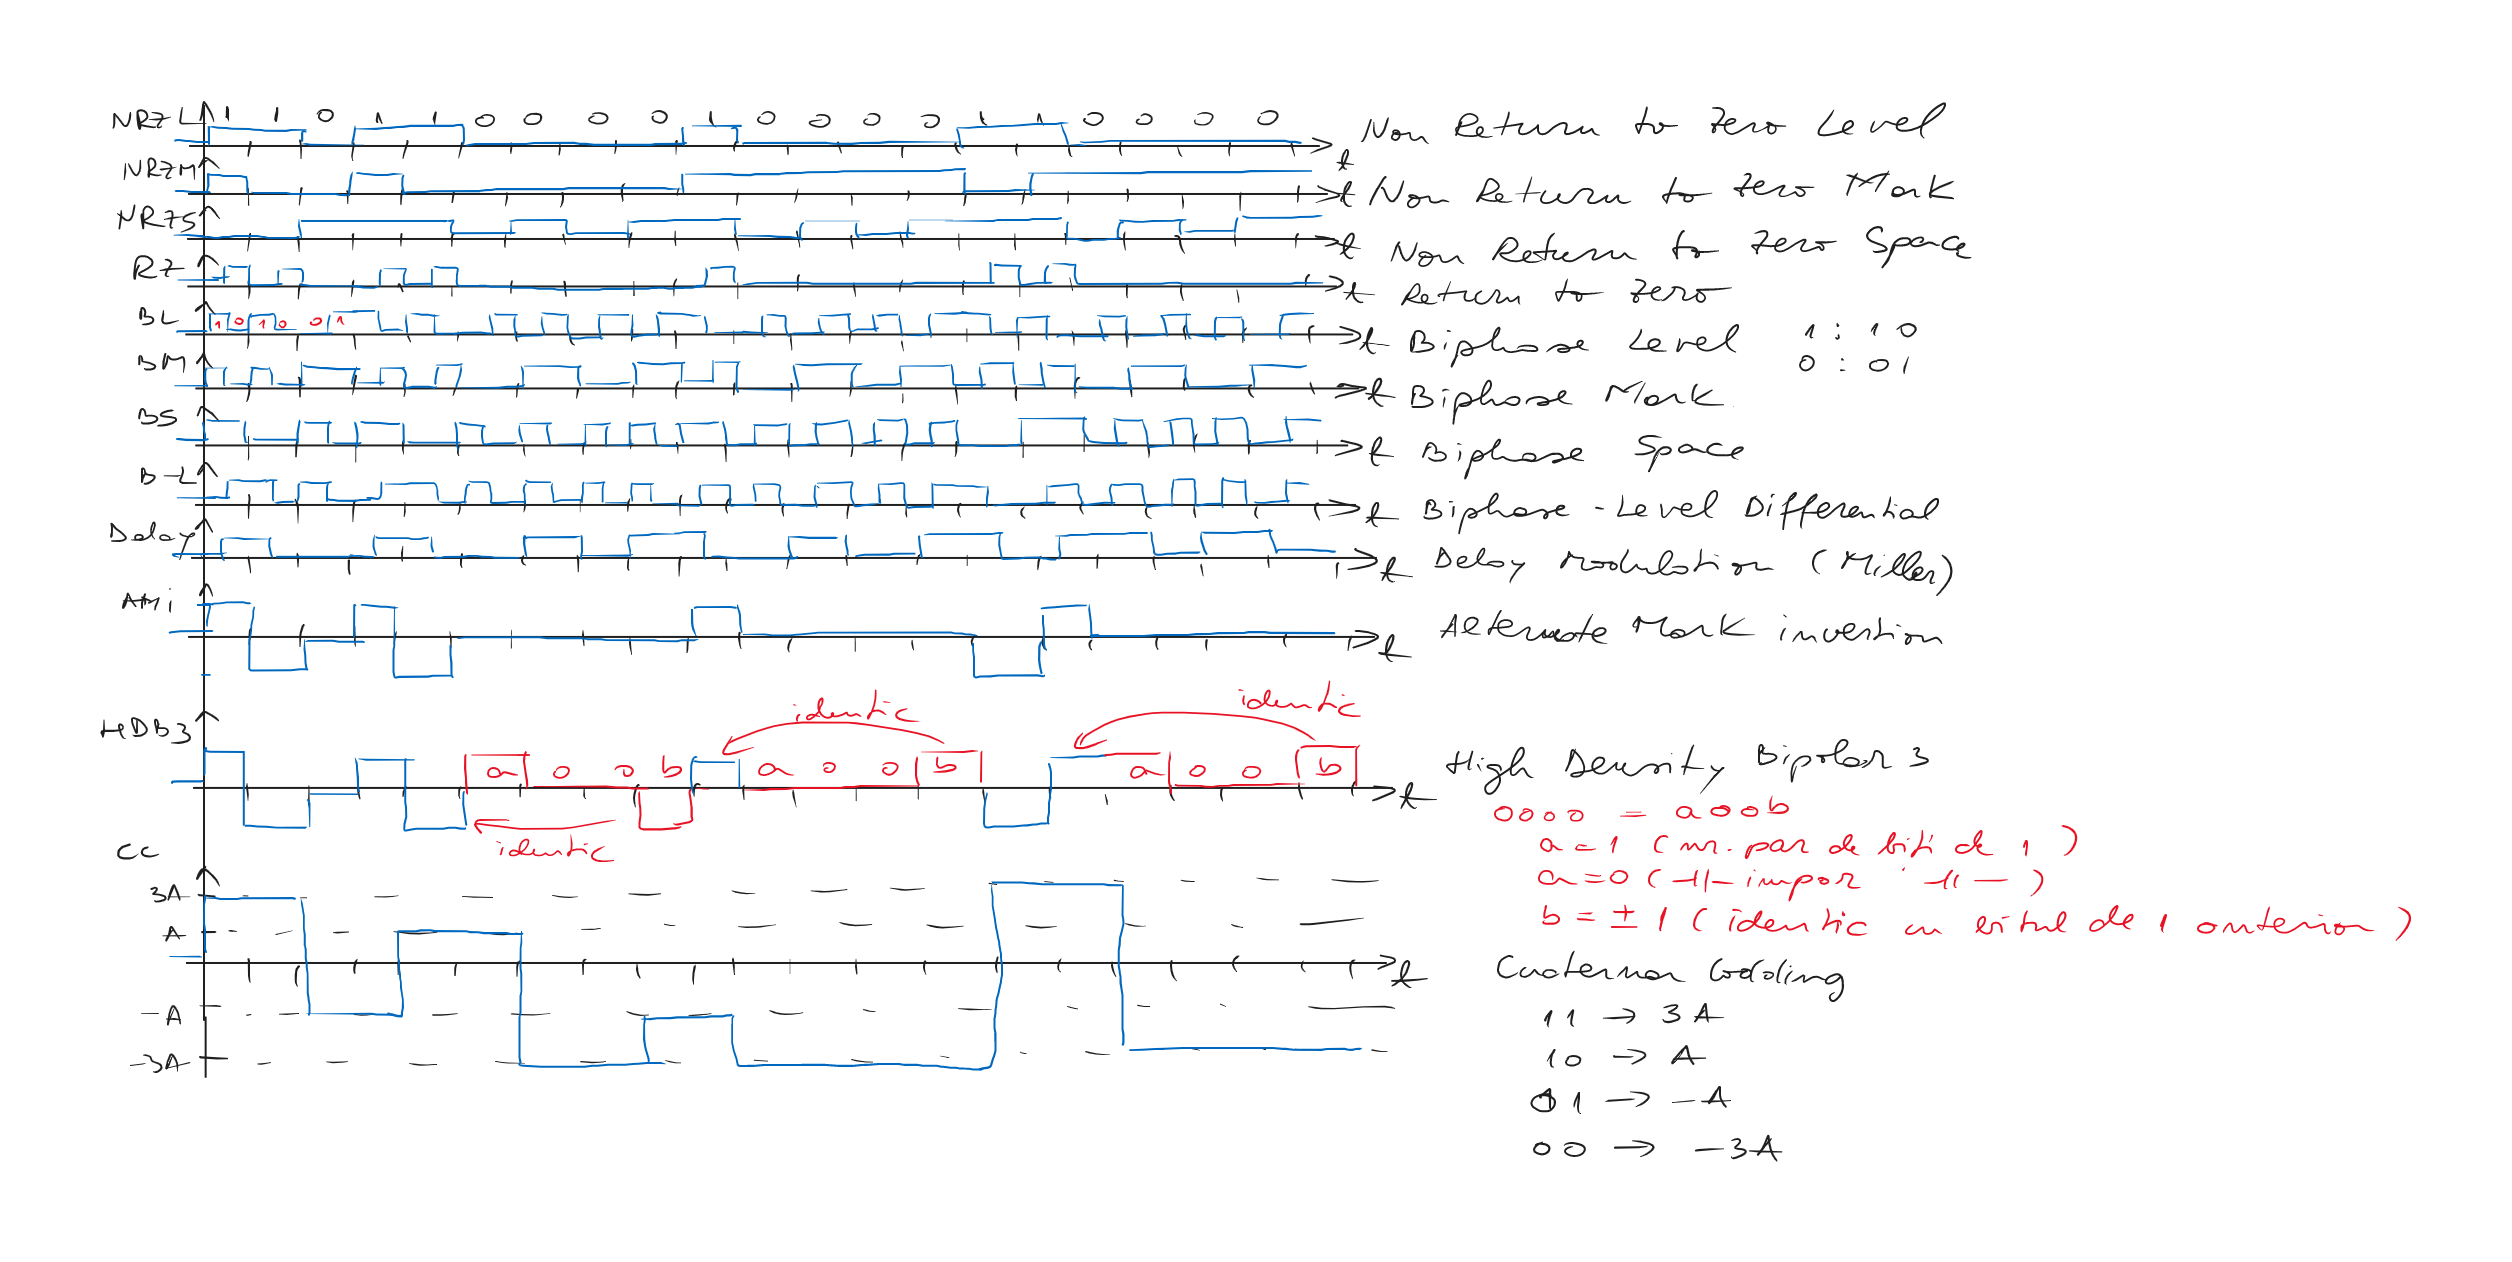 NRZ-L 1 1 0 1 1 0 0 0 0 1 0 0 0 0 1 1 0 0 0 0 t Non Return to Zero Level
NRZM t Non Return to Zero Mark
NRZS t Non Return to Zero Space
RZ t Return to Zero
BL 1 0 1 0 0 1 t Biphase Level 1 : 1 0
0 : 01
BM t Biphase Mark
BS t Biphase Space
B-L t Biphase - Level Differential
Delay t Delay Modulation (Miller)
AMi t Alternate Mark invertion
identic identic
HDB3 a 0 0 b a 0 0 b a 0 0 b t High Density Bipolar 3
0000 = a00b
identic a = 1 (nr. par de biti de 1)
CC
3A a = 0 (-//- impar -//-)
A b = ± 1 (identic cu bitul de 1 anterior)
t Cuaternar Coding
-A 11 → 3A
-3A 10 → A
01 → -A
00 → -3A